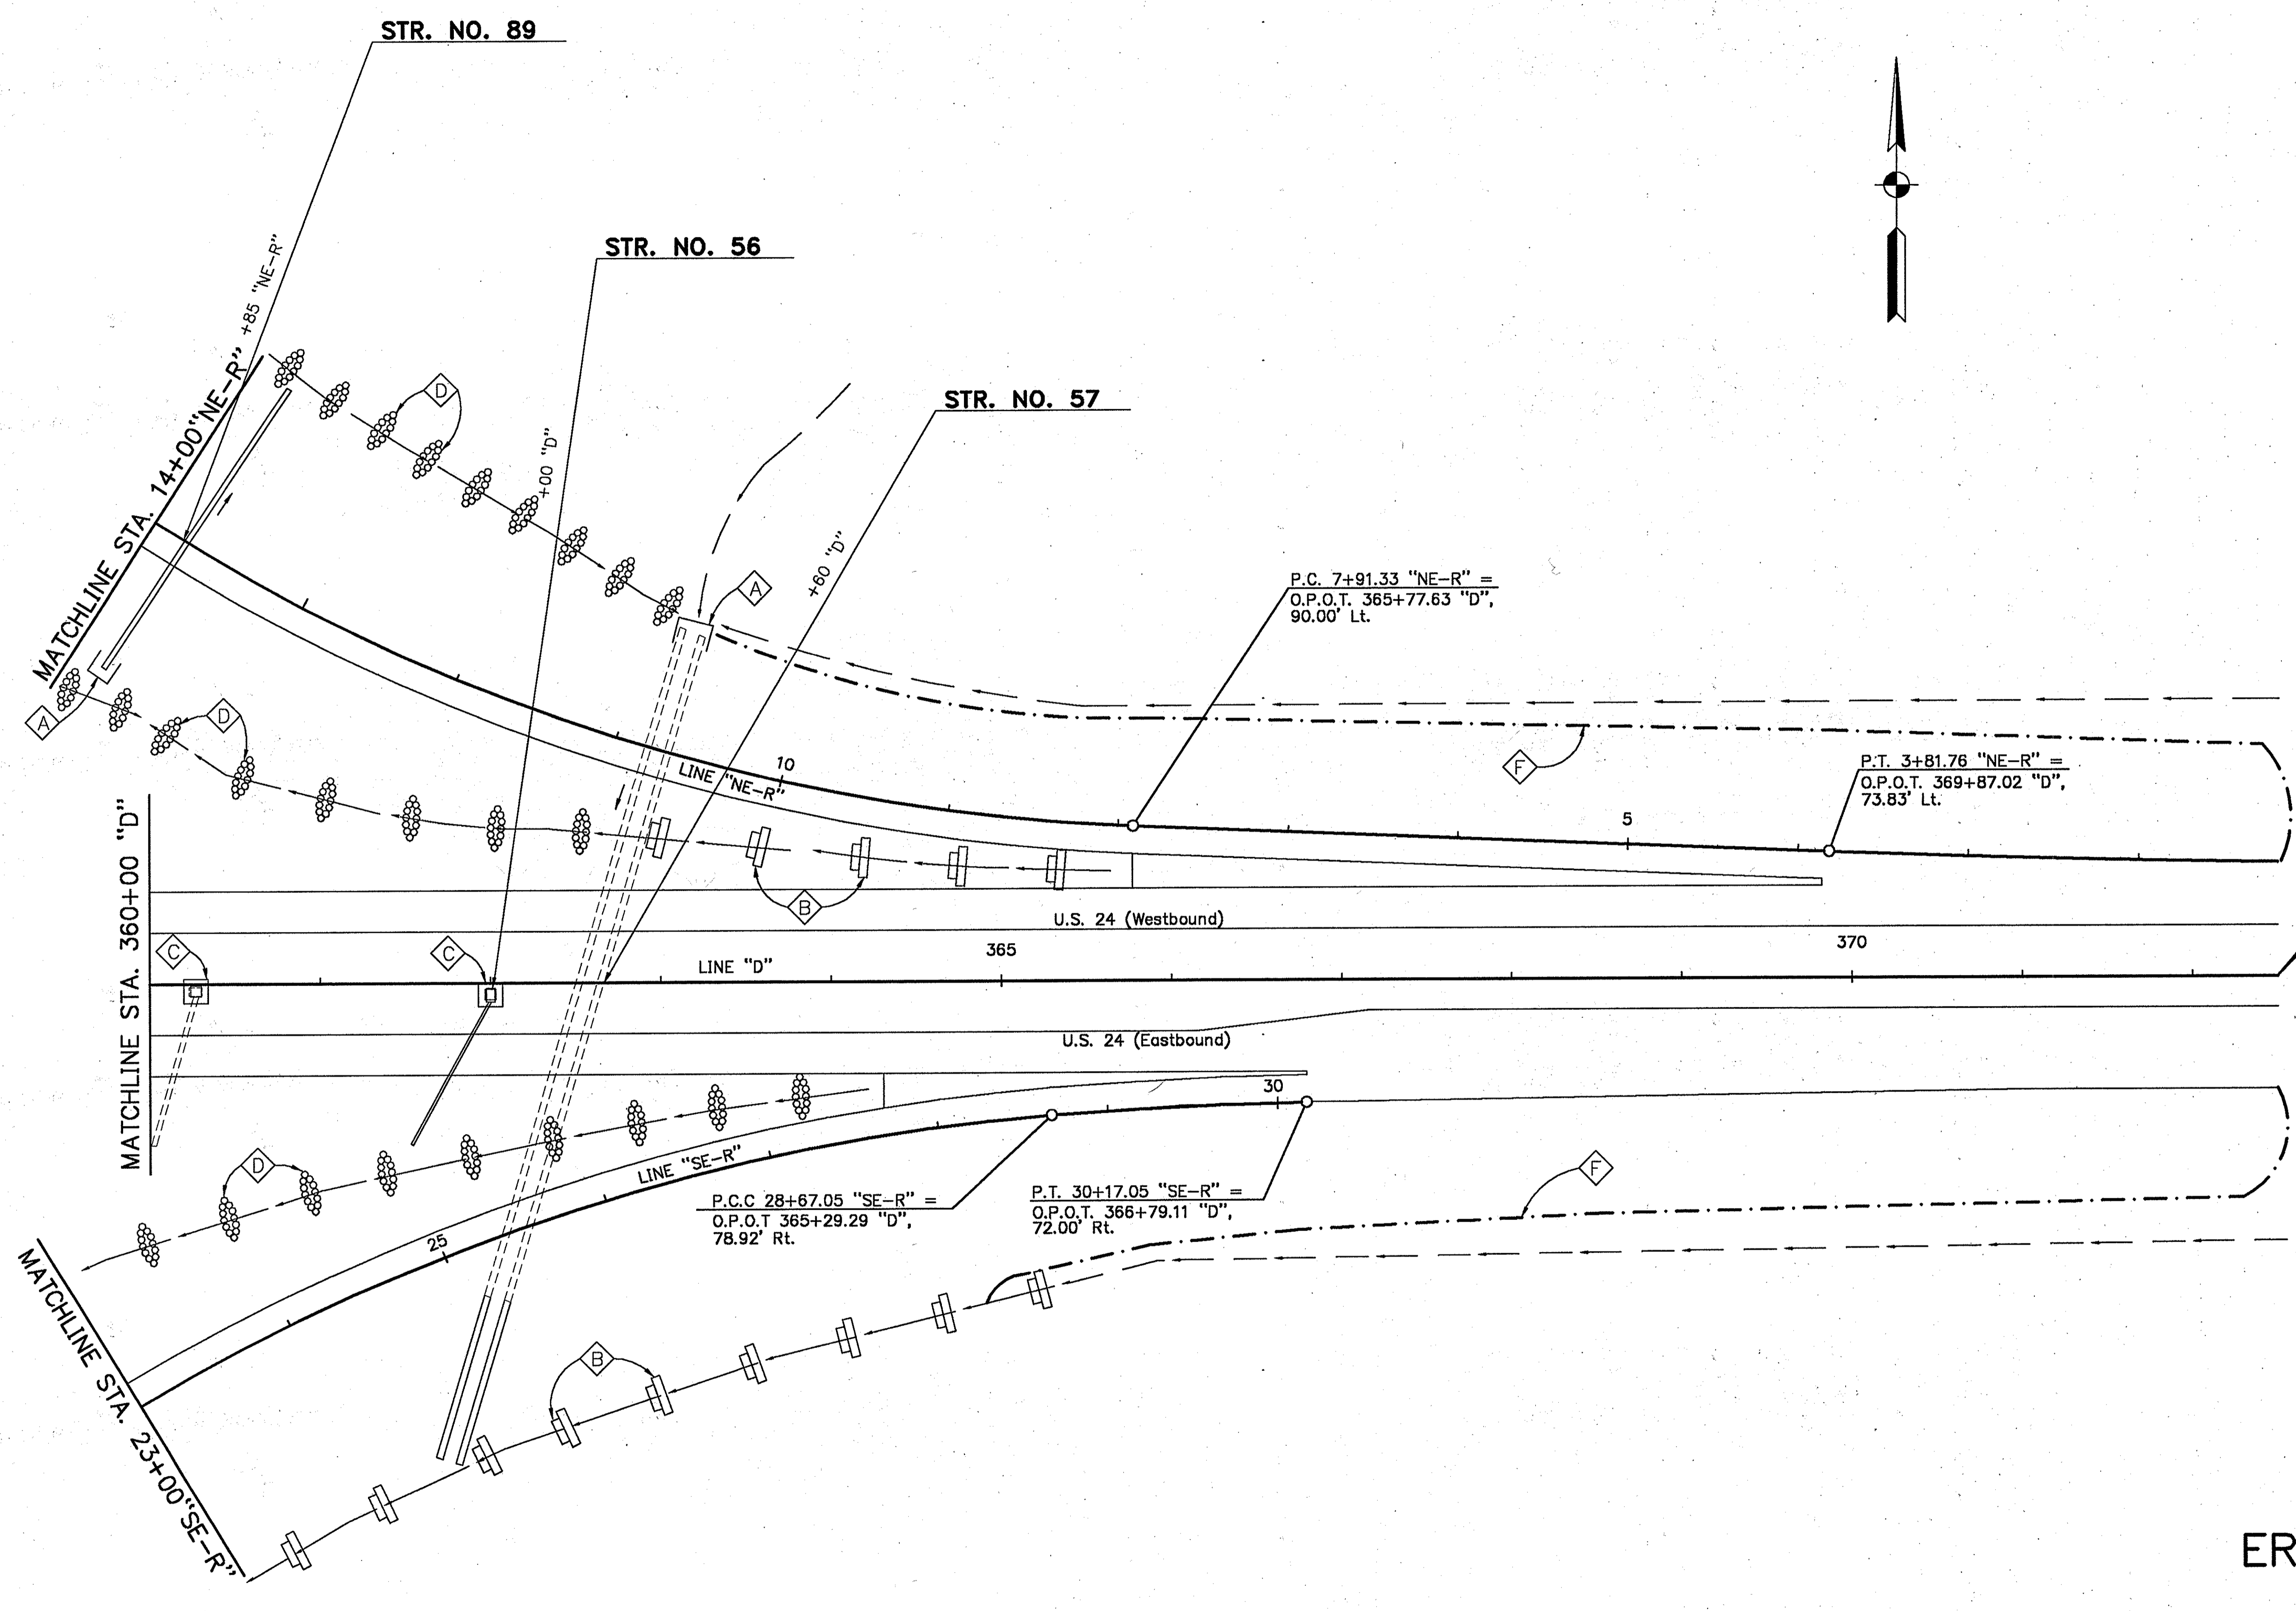 STR. NO. 89
STR. NO. 56
STR. NO. 57
+85 “NE–R”
+00 “D”
+60 “D”
MATCHLINE STA. 14+00“NE–R”
D
A
P.C. 7+91.33 “NE–R” =
O.P.O.T. 365+77.63 “D”,
90.00' Lt.
A
D
F
P.T. 3+81.76 “NE–R” =
O.P.O.T. 369+87.02 “D”,
73.83' Lt.
LINE “NE–R”
10
5
B
MATCHLINE STA. 360+00 “D”
U.S. 24 (Westbound)
C
C
LINE “D”
365
370
U.S. 24 (Eastbound)
30
D
LINE “SE–R”
F
P.C.C 28+67.05 “SE–R” =
O.P.O.T 365+29.29 “D”,
78.92' Rt.
P.T. 30+17.05 “SE–R” =
O.P.O.T. 366+79.11 “D”,
72.00' Rt.
25
B
MATCHLINE STA. 23+00“SE–R”
ER